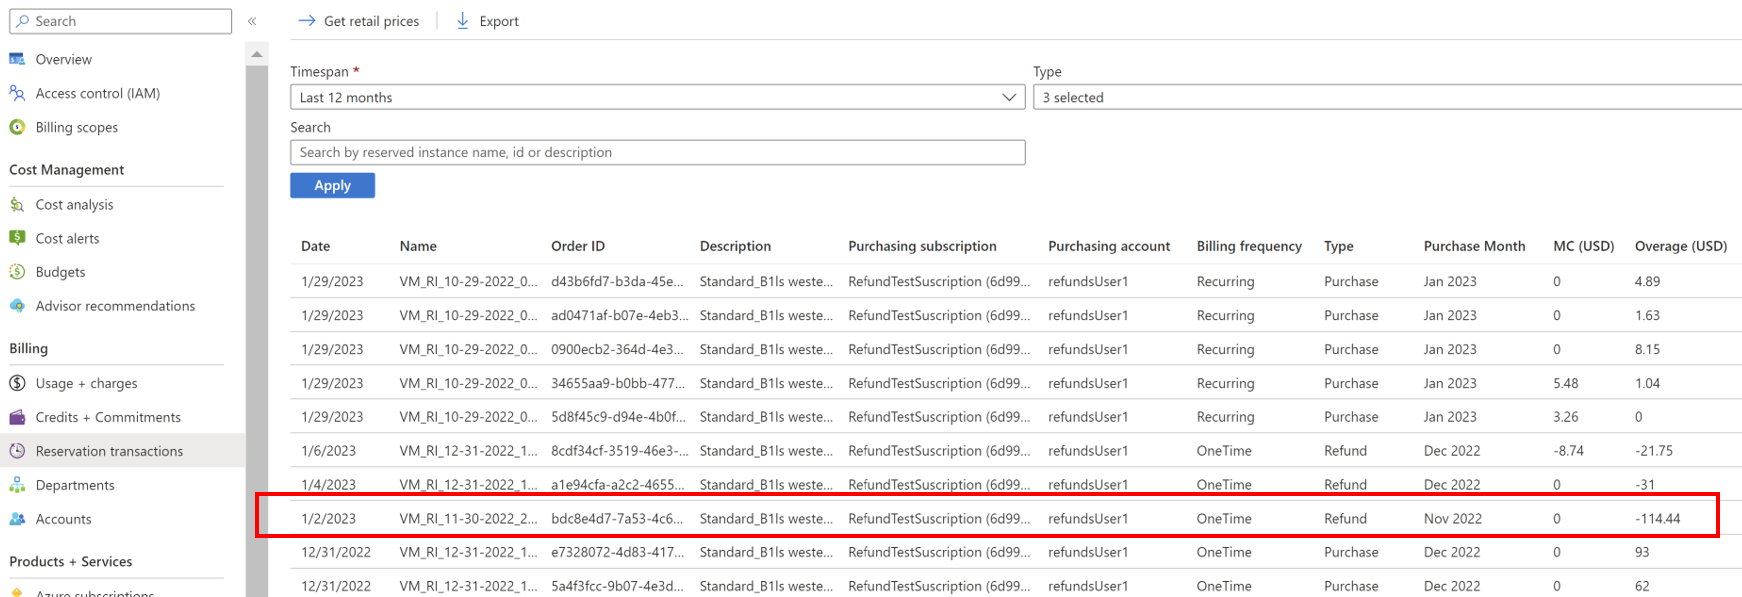 Search
Overview
Access control (IAM)
Billing scopes
Cost Management
Cost analysis
Cost alerts
Budgets
Advisor recommendations
Billing
Usage + charges
Credits + Commitments
Reservation transactions
Departments
Accounts
Products + Services
Azure subscriptions
Get retail prices Export
Timespan * Type
Last 12 months 3 selected
Search
Search by reserved instance name, id or description
Apply
Date Name Order ID Description Purchasing subscription Purchasing account Billing frequency Type Purchase Month MC (USD) Overage (USD)
1/29/2023 VM_RI_10-29-2022_0... d43b6fd7-b3da-45e... Standard_B1ls weste... RefundTestSuscription (6d99... refundsUser1 Recurring Purchase Jan 2023 0 4.89
1/29/2023 VM_RI_10-29-2022_0... ad0471af-b07e-4eb3... Standard_B1ls weste... RefundTestSuscription (6d99... refundsUser1 Recurring Purchase Jan 2023 0 1.63
1/29/2023 VM_RI_10-29-2022_0... 0900ecb2-364d-4e3... Standard_B1ls weste... RefundTestSuscription (6d99... refundsUser1 Recurring Purchase Jan 2023 0 8.15
1/29/2023 VM_RI_10-29-2022_0... 34655aa9-b0bb-477... Standard_B1ls weste... RefundTestSuscription (6d99... refundsUser1 Recurring Purchase Jan 2023 5.48 1.04
1/29/2023 VM_RI_10-29-2022_0... 5d8f45c9-d94e-4b0f... Standard_B1ls weste... RefundTestSuscription (6d99... refundsUser1 Recurring Purchase Jan 2023 3.26 0
1/6/2023 VM_RI_12-31-2022_1... 8cdf34cf-3519-46e3-... Standard_B1ls weste... RefundTestSuscription (6d99... refundsUser1 OneTime Refund Dec 2022 -8.74 -21.75
1/4/2023 VM_RI_12-31-2022_1... a1e94cfa-a2c2-4655... Standard_B1ls weste... RefundTestSuscription (6d99... refundsUser1 OneTime Refund Dec 2022 0 -31
1/2/2023 VM_RI_11-30-2022_2... bdc8e4d7-7a53-4c6... Standard_B1ls weste... RefundTestSuscription (6d99... refundsUser1 OneTime Refund Nov 2022 0 -114.44
12/31/2022 VM_RI_12-31-2022_1... e7328072-4d83-417... Standard_B1ls weste... RefundTestSuscription (6d99... refundsUser1 OneTime Purchase Dec 2022 0 93
12/31/2022 VM_RI_12-31-2022_1... 5a4f3fcc-9b07-4e3d... Standard_B1ls weste... RefundTestSuscription (6d99... refundsUser1 OneTime Purchase Dec 2022 0 62